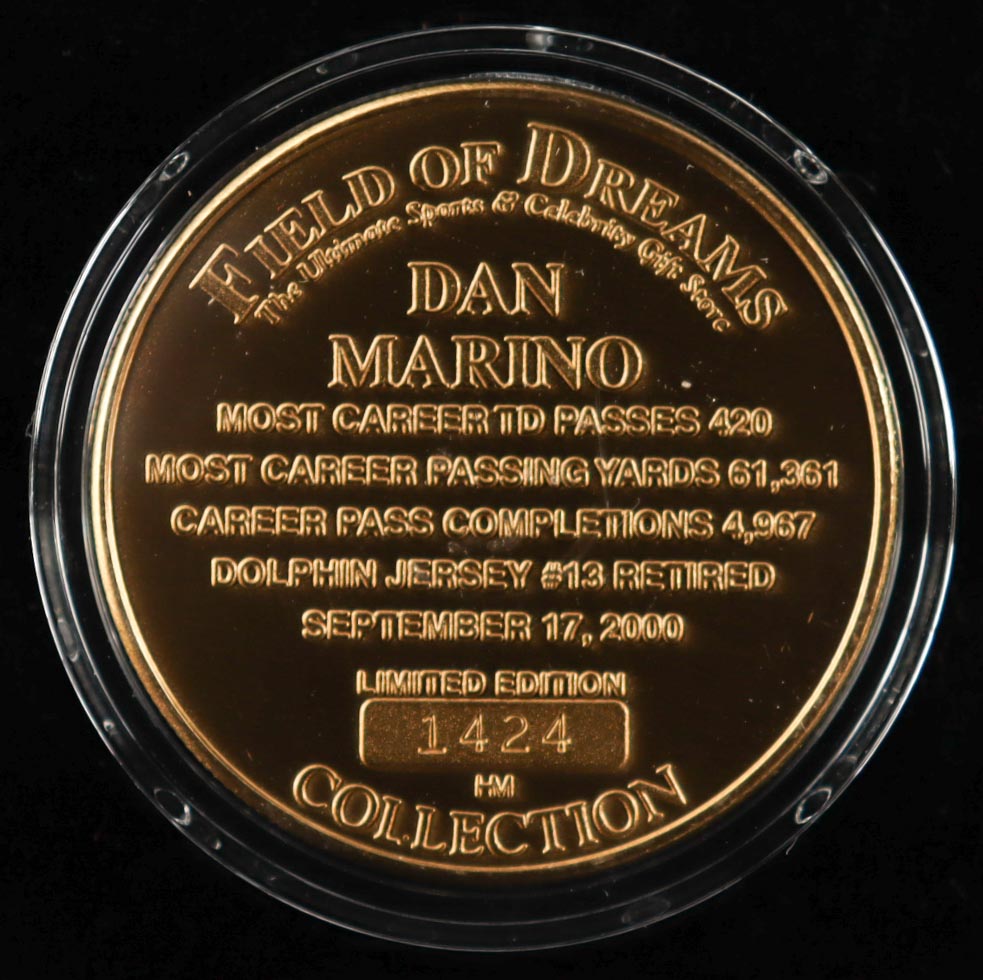 FIELD OF DREAMS
The Ultimate Sports & Celebrity Gift Store
DAN
MARINO
MOST CAREER TD PASSES 420
MOST CAREER PASSING YARDS 61,361
CAREER PASS COMPLETIONS 4,967
DOLPHIN JERSEY #13 RETIRED
SEPTEMBER 17, 2000
LIMITED EDITION
1424
HM
COLLECTION